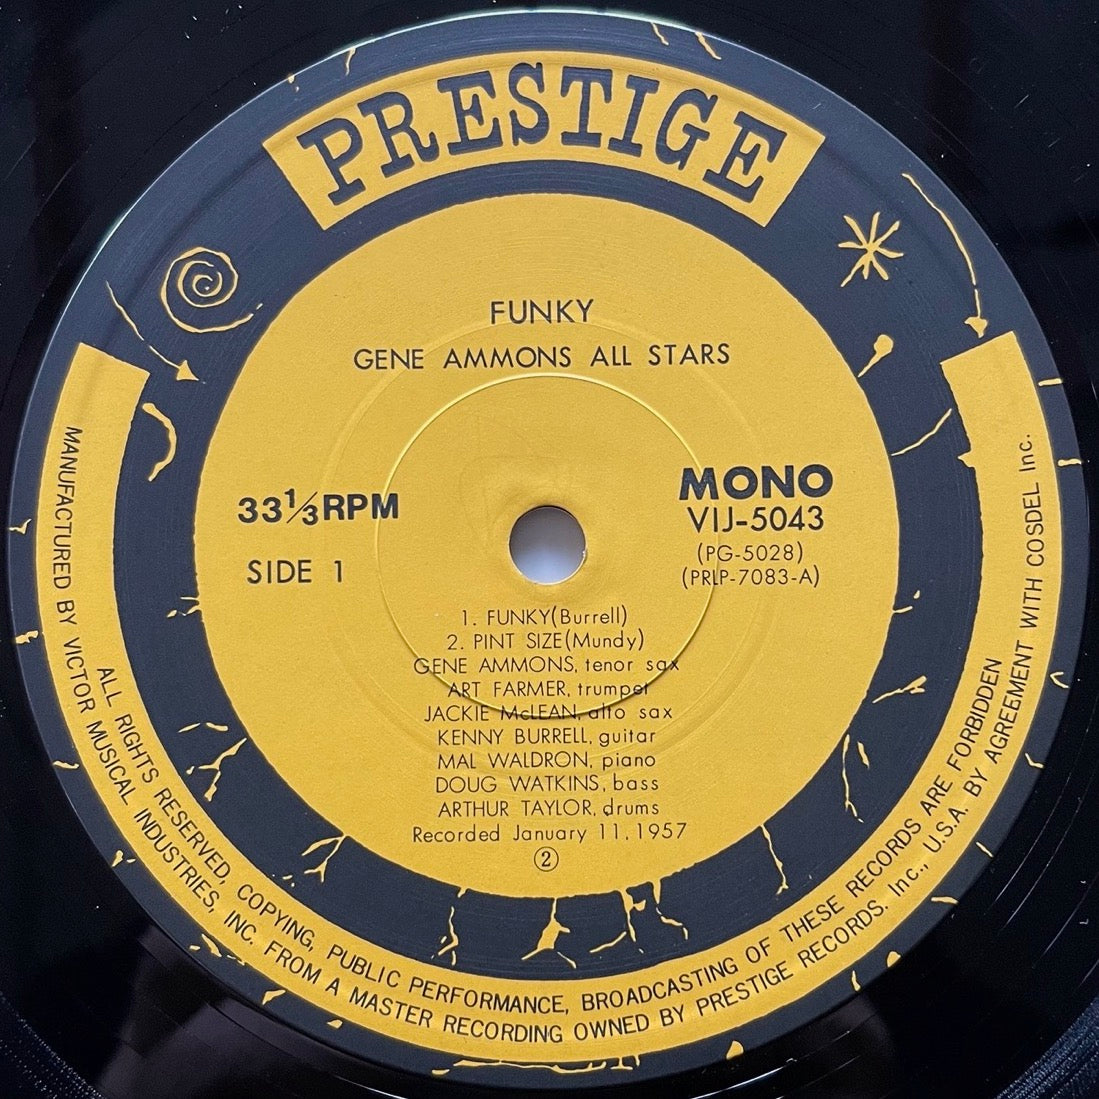 PRESTIGE
FUNKY
GENE AMMONS ALL STARS
33⅓RPM
SIDE 1
MONO
VIJ-5043
(PG-5028)
(PRLP-7083-A)
1. FUNKY(Burrell)
2. PINT SIZE(Mundy)
GENE AMMONS, tenor sax
ART FARMER, trumpet
JACKIE McLEAN, alto sax
KENNY BURRELL, guitar
MAL WALDRON, piano
DOUG WATKINS, bass
ARTHUR TAYLOR, drums
Recorded January 11, 1957
②
ALL RIGHTS RESERVED, COPYING, PUBLIC PERFORMANCE, BROADCASTING OF THESE RECORDS ARE FORBIDDEN
MANUFACTURED BY VICTOR MUSICAL INDUSTRIES, INC. FROM A MASTER RECORDING OWNED BY PRESTIGE RECORDS. Inc., U.S.A. BY AGREEMENT WITH COSDEL Inc.